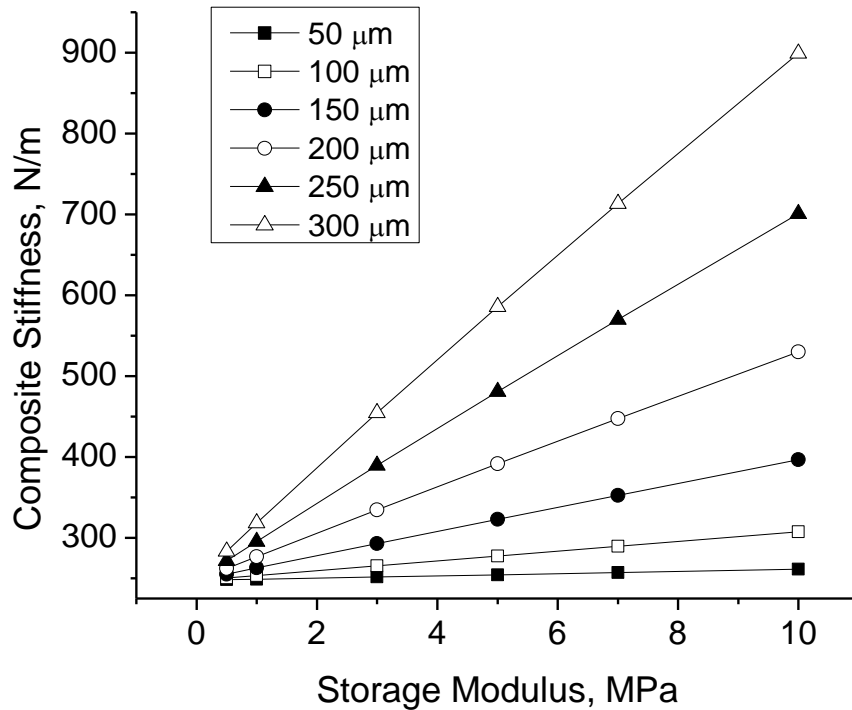 50 μm
100 μm
150 μm
200 μm
250 μm
300 μm
900
800
700
600
500
400
300
Composite Stiffness, N/m
0 2 4 6 8 10
Storage Modulus, MPa